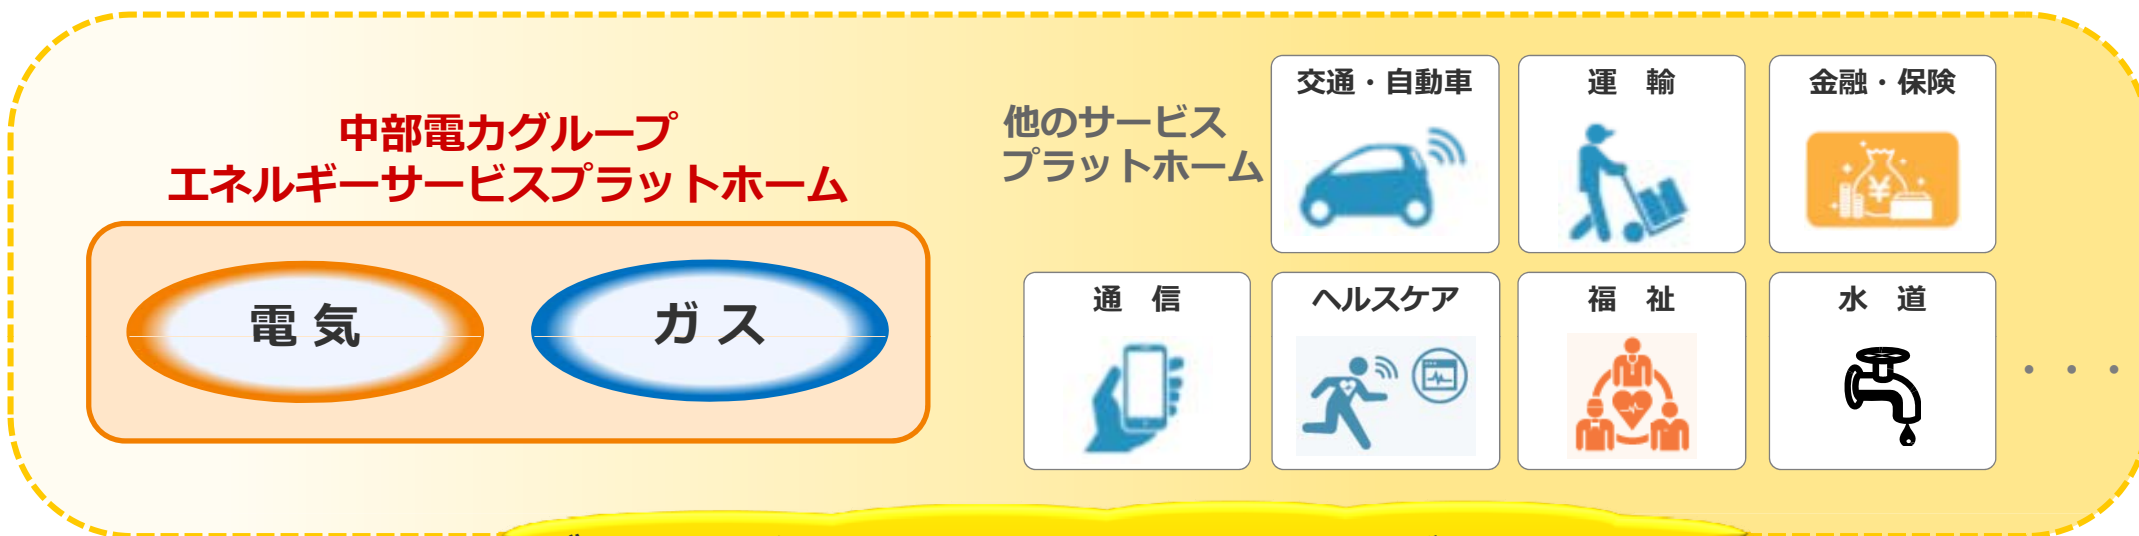 中部電力グループ
エネルギーサービスプラットホーム
電 気
ガ ス
他のサービス
プラットホーム
交通・自動車
運　輸
金融・保険
¥
通　信
ヘルスケア
福　祉
水　道
・・・